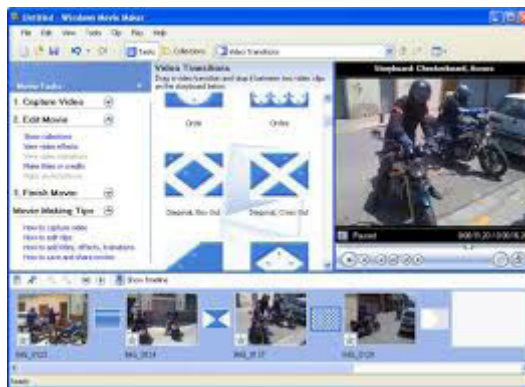 Untitled - Windows Movie Maker
File Edit View Tools Clip Play Help
Tasks Collections Video Transitions
Movie Tasks
1. Capture Video
2. Edit Movie
Show collections
View video effects
View video transitions
Make titles or credits
3. Finish Movie
Movie Making Tips
How to capture video
How to edit clips
How to add titles, effects, transitions
How to save and share movies
Video Transitions
Drag a video transition and drop it between two video clips
on the storyboard below.
Circle
Circles
Diagonal, Box Out
Diagonal, Cross Out
Storyboard: Checkerboard, Across
Paused
Show Timeline
IMG_0123
IMG_0124
Ready